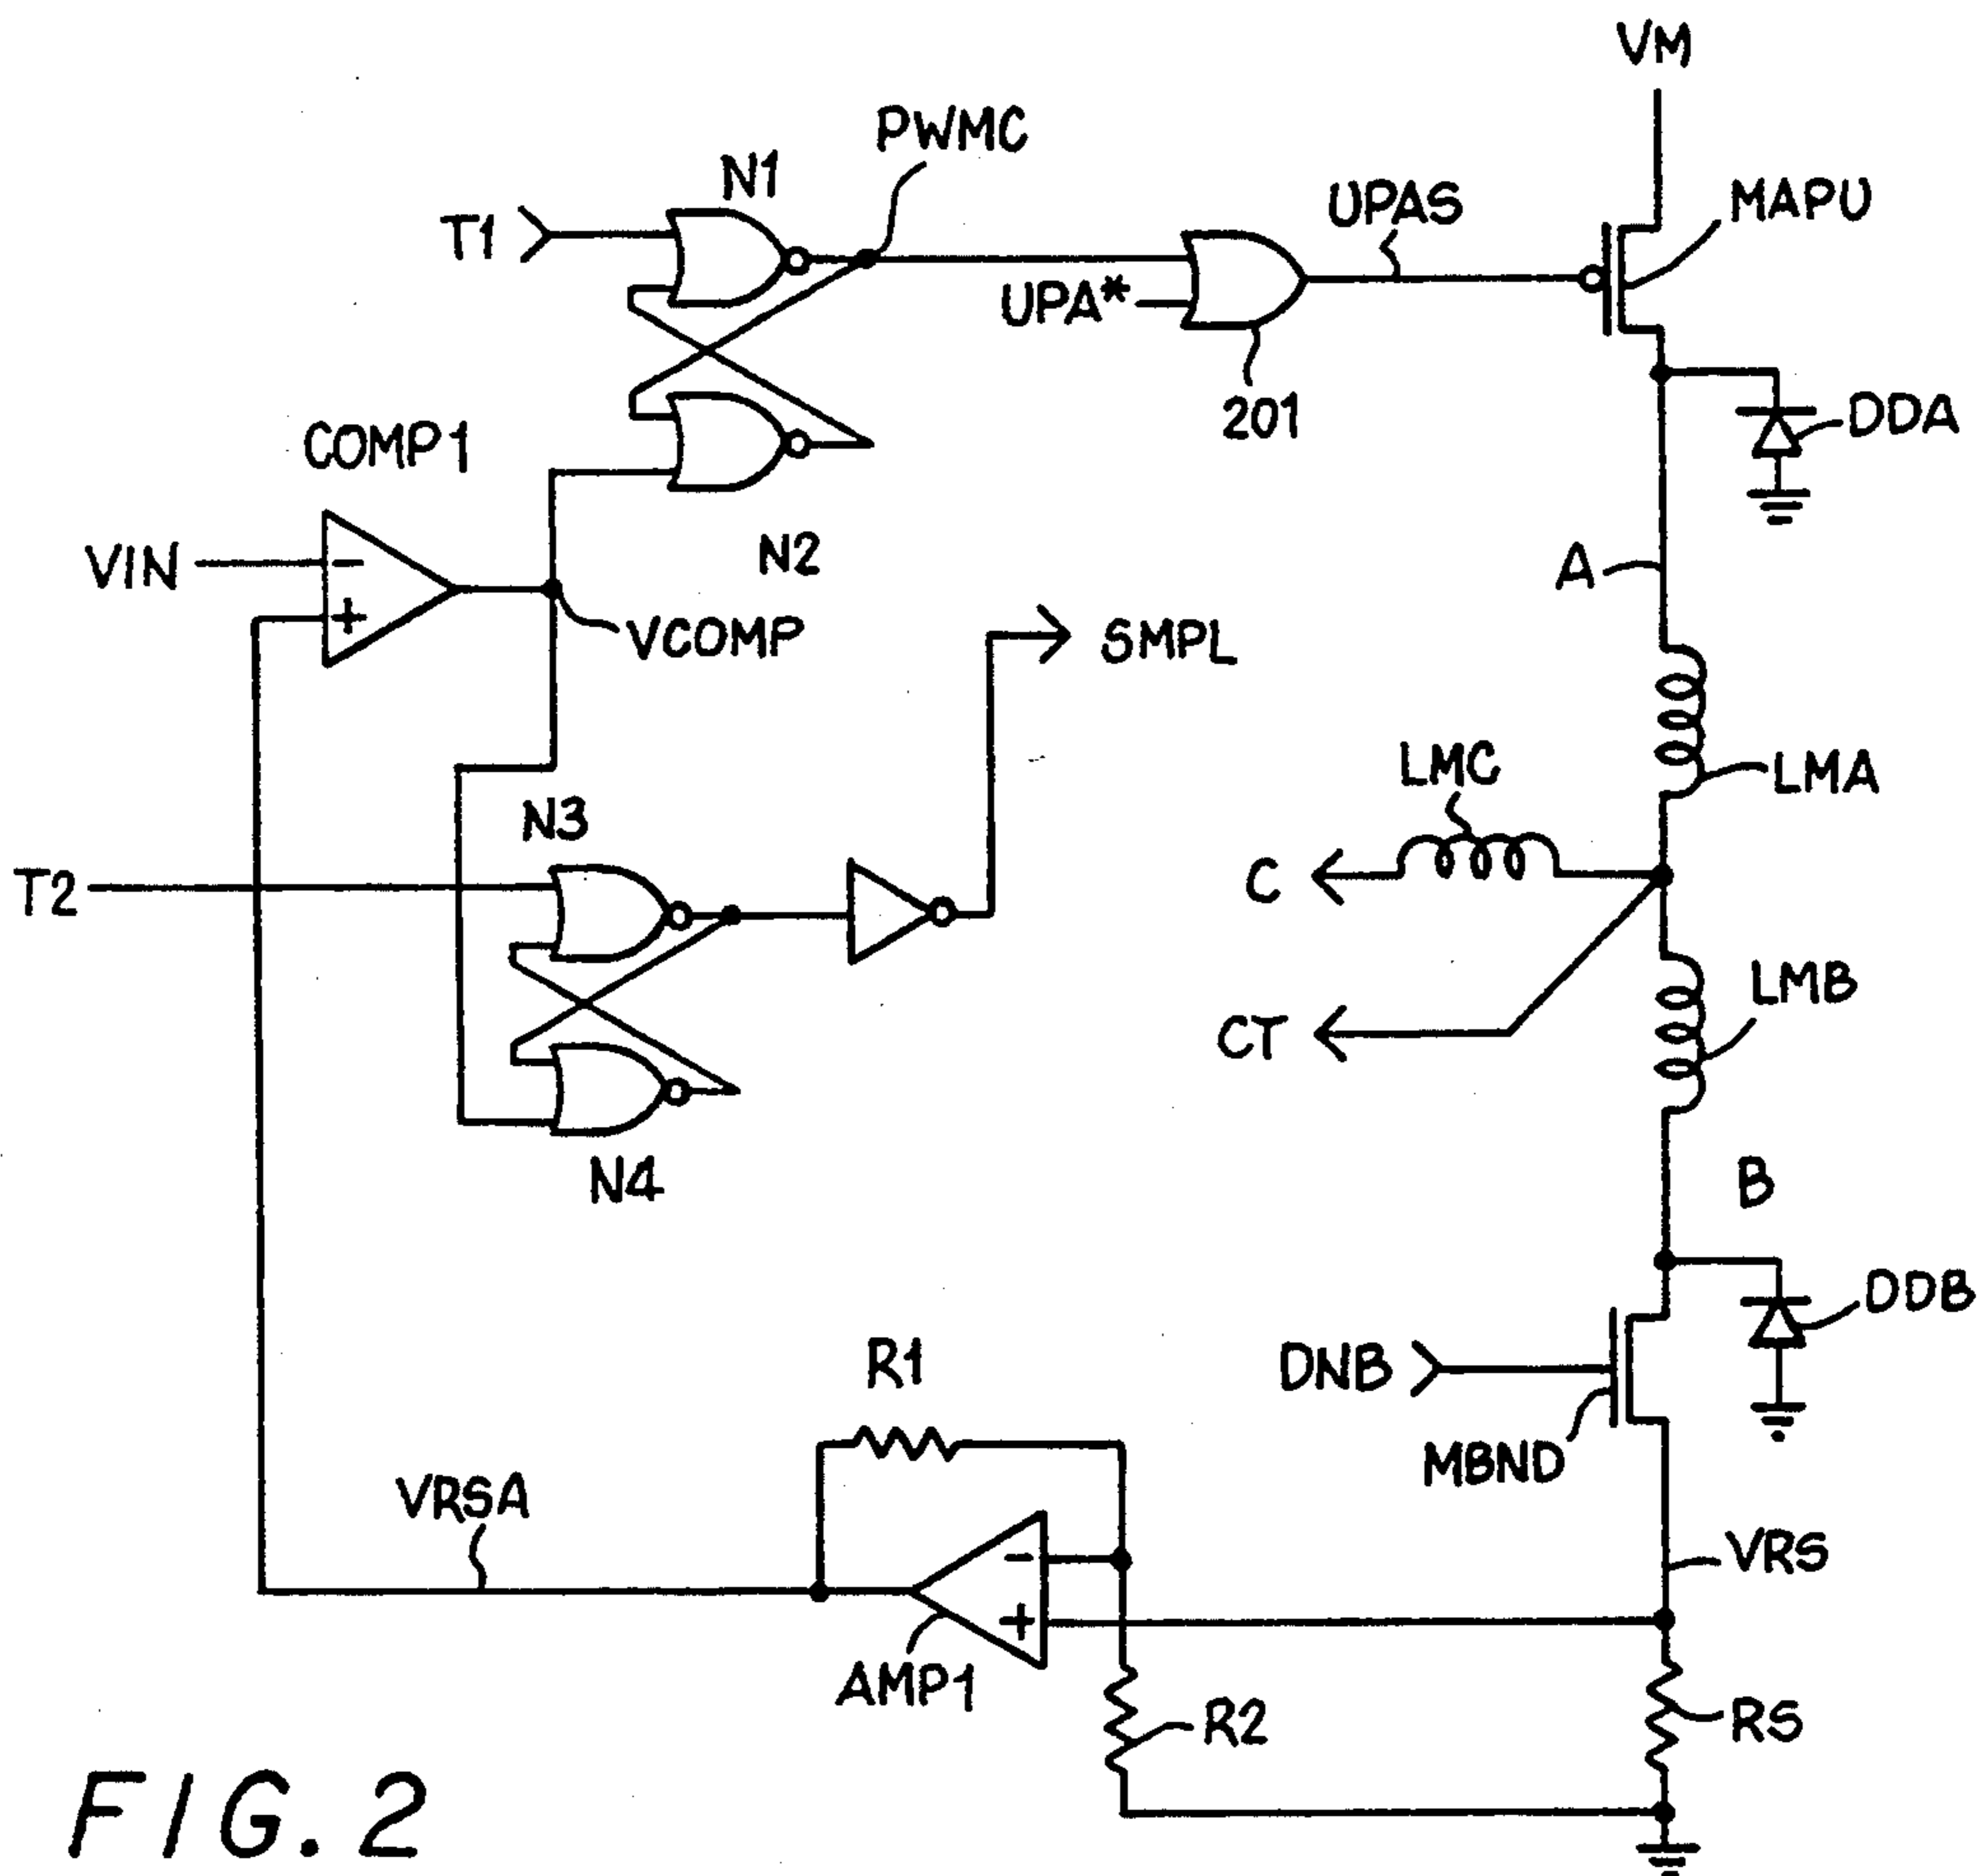 VM
PWMC
N1
T1
UPAS
MAPU
UPA*
201
DDA
COMP1
VIN
-
+
N2
VCOMP
A
SMPL
LMC
LMA
N3
T2
C
LMB
CT
N4
B
DDB
R1
DNB
MBND
VRSA
-
+
VRS
AMP1
R2
RS
FIG. 2